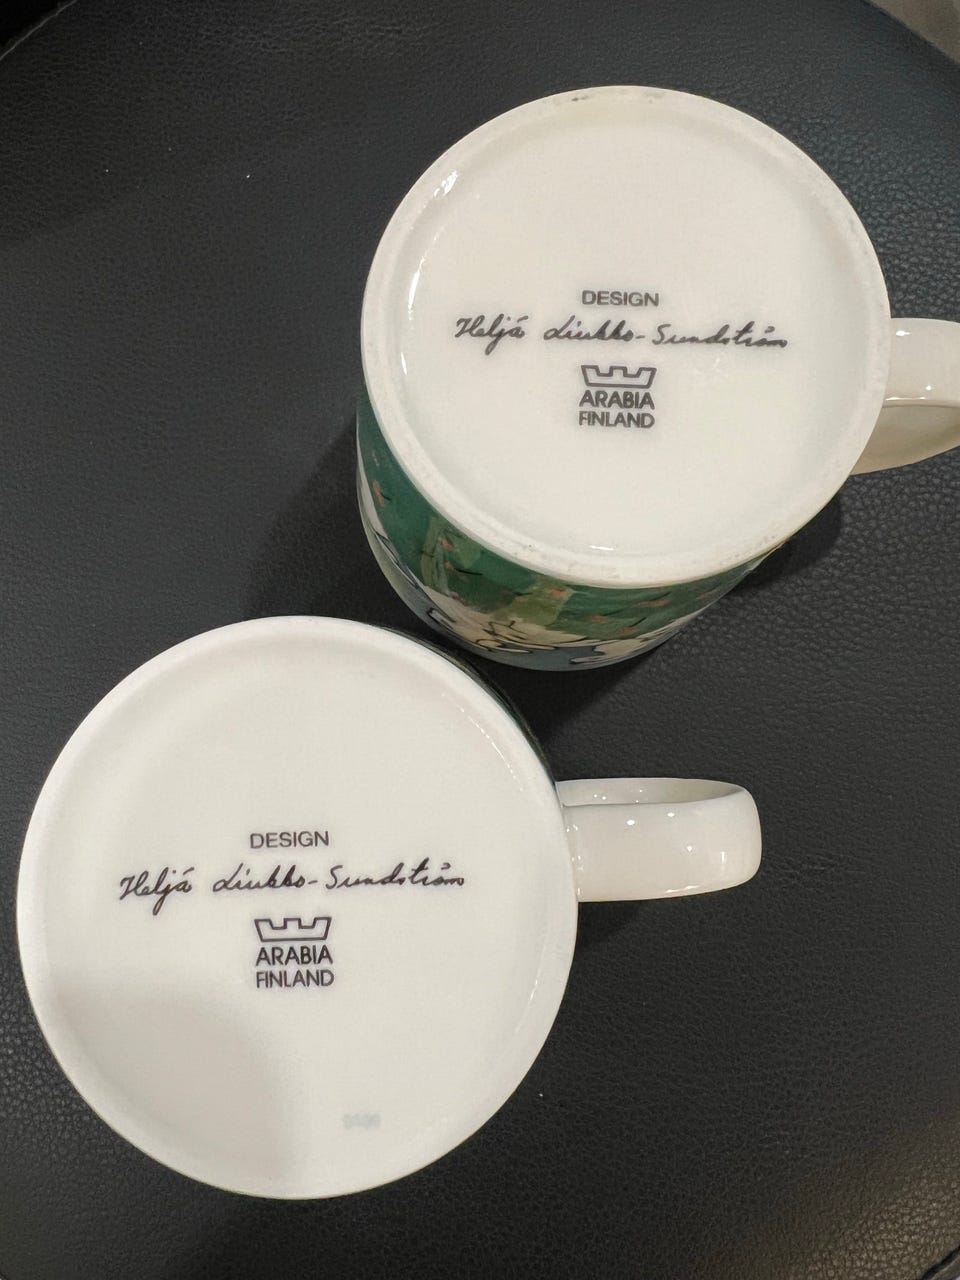 DESIGN
Heljä Liukko-Sundström
ARABIA
FINLAND
DESIGN
Heljä Liukko-Sundström
ARABIA
FINLAND